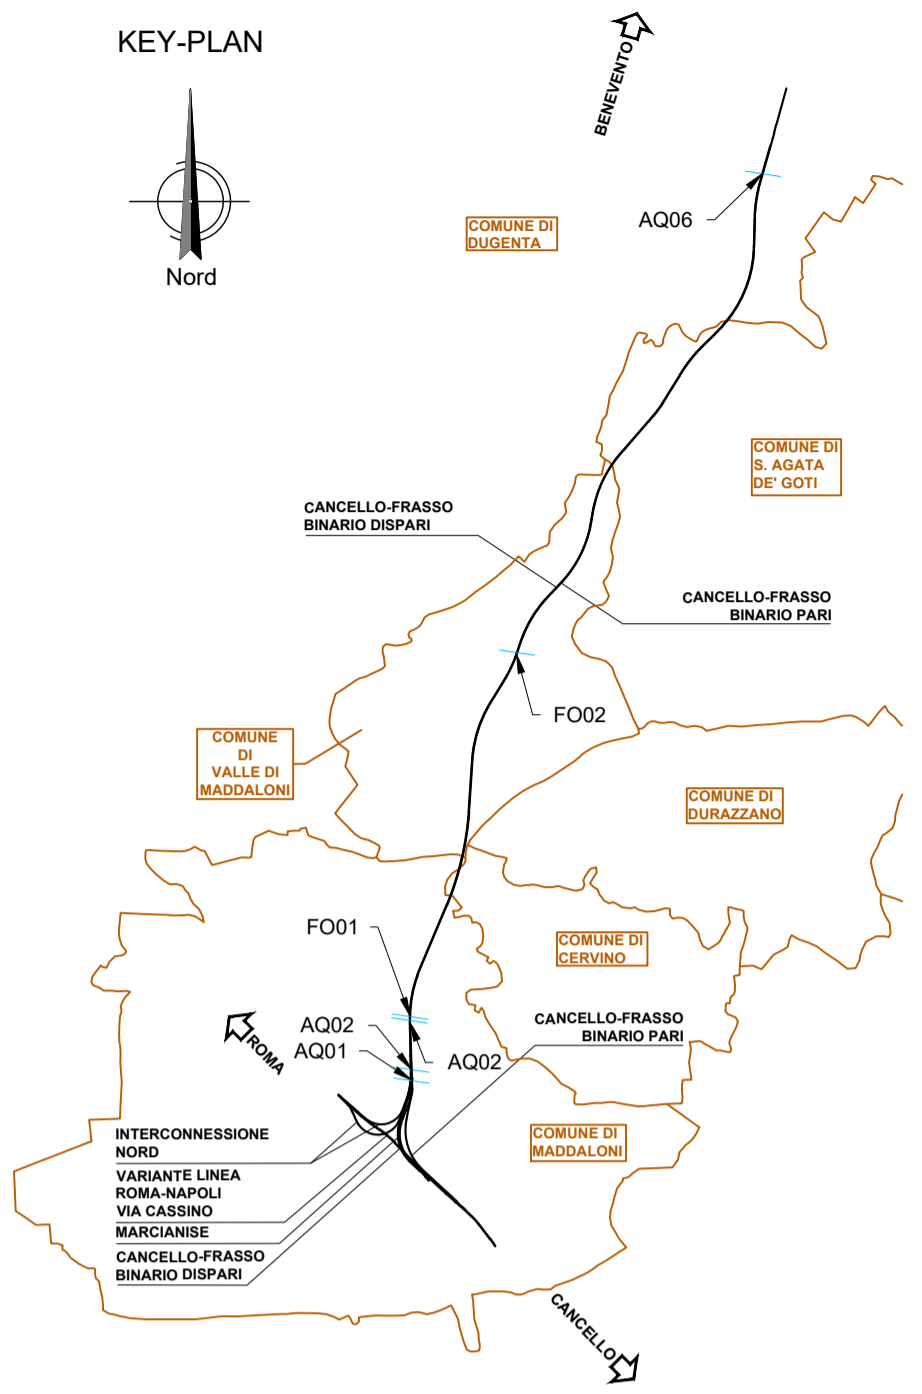 KEY-PLAN
Nord
BENEVENTO
AQ06
COMUNE DI
DUGENTA
COMUNE DI
S. AGATA
DE' GOTI
CANCELLO-FRASSO
BINARIO DISPARI
CANCELLO-FRASSO
BINARIO PARI
FO02
COMUNE
DI
VALLE DI
MADDALONI
COMUNE DI
DURAZZANO
FO01
COMUNE DI
CERVINO
ROMA
AQ02
AQ01
AQ02
CANCELLO-FRASSO
BINARIO PARI
INTERCONNESSIONE
NORD
VARIANTE LINEA
ROMA-NAPOLI
VIA CASSINO
MARCIANISE
CANCELLO-FRASSO
BINARIO DISPARI
COMUNE DI
MADDALONI
CANCELLO